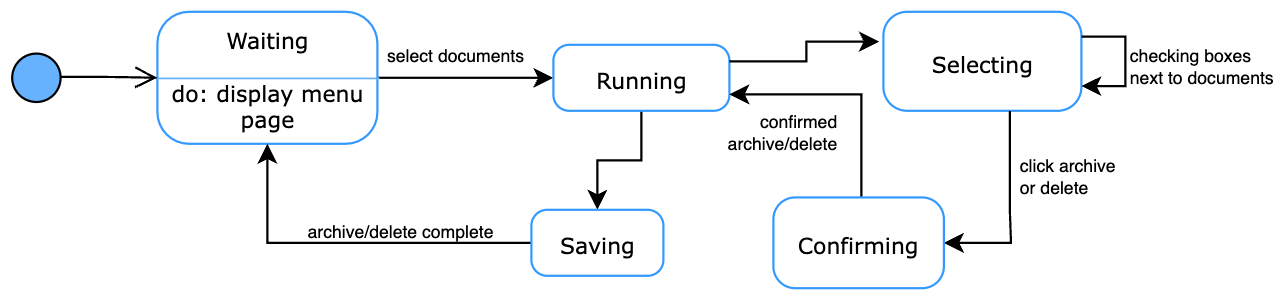 Waiting
do: display menu
page
select documents
Running
Selecting
checking boxes
next to documents
confirmed
archive/delete
click archive
or delete
archive/delete complete
Saving
Confirming